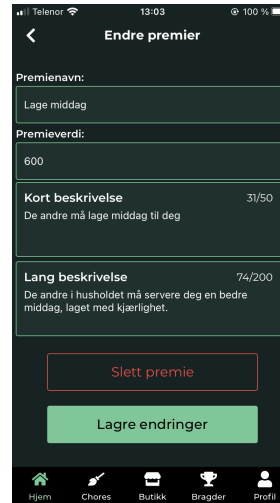 Telenor 13:03 100 %
Endre premier
Premienavn:
Lage middag
Premieverdi:
600
Kort beskrivelse 31/50
De andre må lage middag til deg
Lang beskrivelse 74/200
De andre i husholdet må servere deg en bedre
middag, laget med kjærlighet.
Slett premie
Lagre endringer
Hjem Chores Butikk Bragder Profil